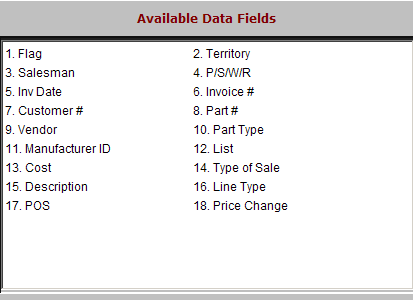 Available Data Fields
1. Flag 2. Territory
3. Salesman 4. P/S/W/R
5. Inv Date 6. Invoice #
7. Customer # 8. Part #
9. Vendor 10. Part Type
11. Manufacturer ID 12. List
13. Cost 14. Type of Sale
15. Description 16. Line Type
17. POS 18. Price Change